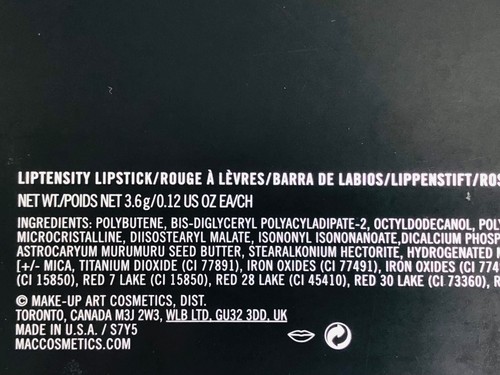 LIPTENSITY LIPSTICK/ROUGE À LÈVRES/BARRA DE LABIOS/LIPPENSTIFT/ROS
NET WT./POIDS NET 3.6g/0.12 US OZ EA/CH
INGREDIENTS: POLYBUTENE, BIS-DIGLYCERYL POLYACYLADIPATE-2, OCTYLDODECANOL, POLY
MICROCRISTALLINE, DIISOSTEARYL MALATE, ISONONYL ISONONANOATE,DICALCIUM PHOSP
ASTROCARYUM MURUMURU SEED BUTTER, STEARALKONIUM HECTORITE, HYDROGENATED
[+/- MICA, TITANIUM DIOXIDE (CI 77891), IRON OXIDES (CI 77491), IRON OXIDES (CI 7749
(CI 15850), RED 7 LAKE (CI 15850), RED 28 LAKE (CI 45410), RED 30 LAKE (CI 73360), R
© MAKE-UP ART COSMETICS, DIST.
TORONTO, CANADA M3J 2W3, WLB LTD, GU32 3DD, UK
MADE IN U.S.A. / S7Y5
MACCOSMETICS.COM